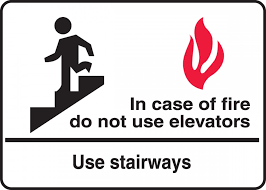 In case of fire
do not use elevators
Use stairways